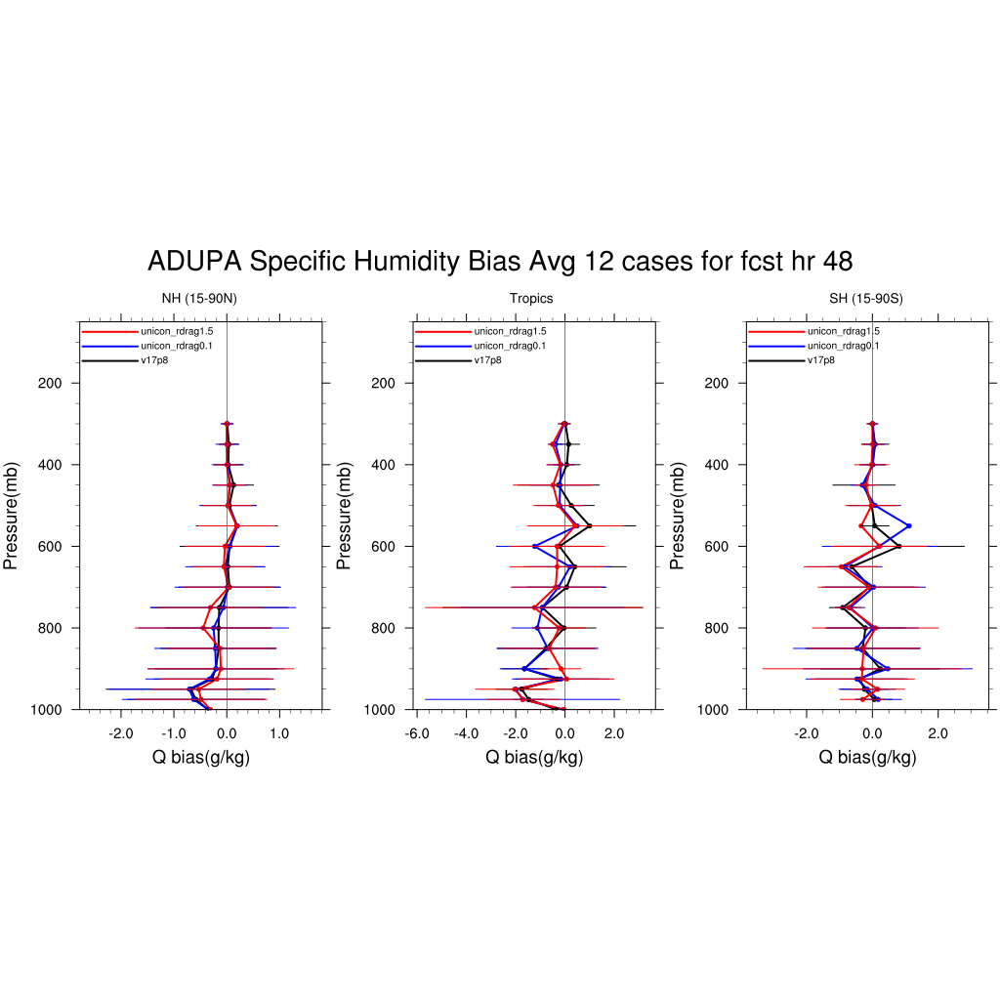 ADUPA Specific Humidity Bias Avg 12 cases for fcst hr 48
NH (15-90N)
unicon_rdrag1.5
unicon_rdrag0.1
v17p8
200
400
600
800
1000
Pressure(mb)
-2.0 -1.0 0.0 1.0
Q bias(g/kg)
Tropics
unicon_rdrag1.5
unicon_rdrag0.1
v17p8
200
400
600
800
1000
Pressure(mb)
-6.0 -4.0 -2.0 0.0 2.0
Q bias(g/kg)
SH (15-90S)
unicon_rdrag1.5
unicon_rdrag0.1
v17p8
200
400
600
800
1000
Pressure(mb)
-2.0 0.0 2.0
Q bias(g/kg)